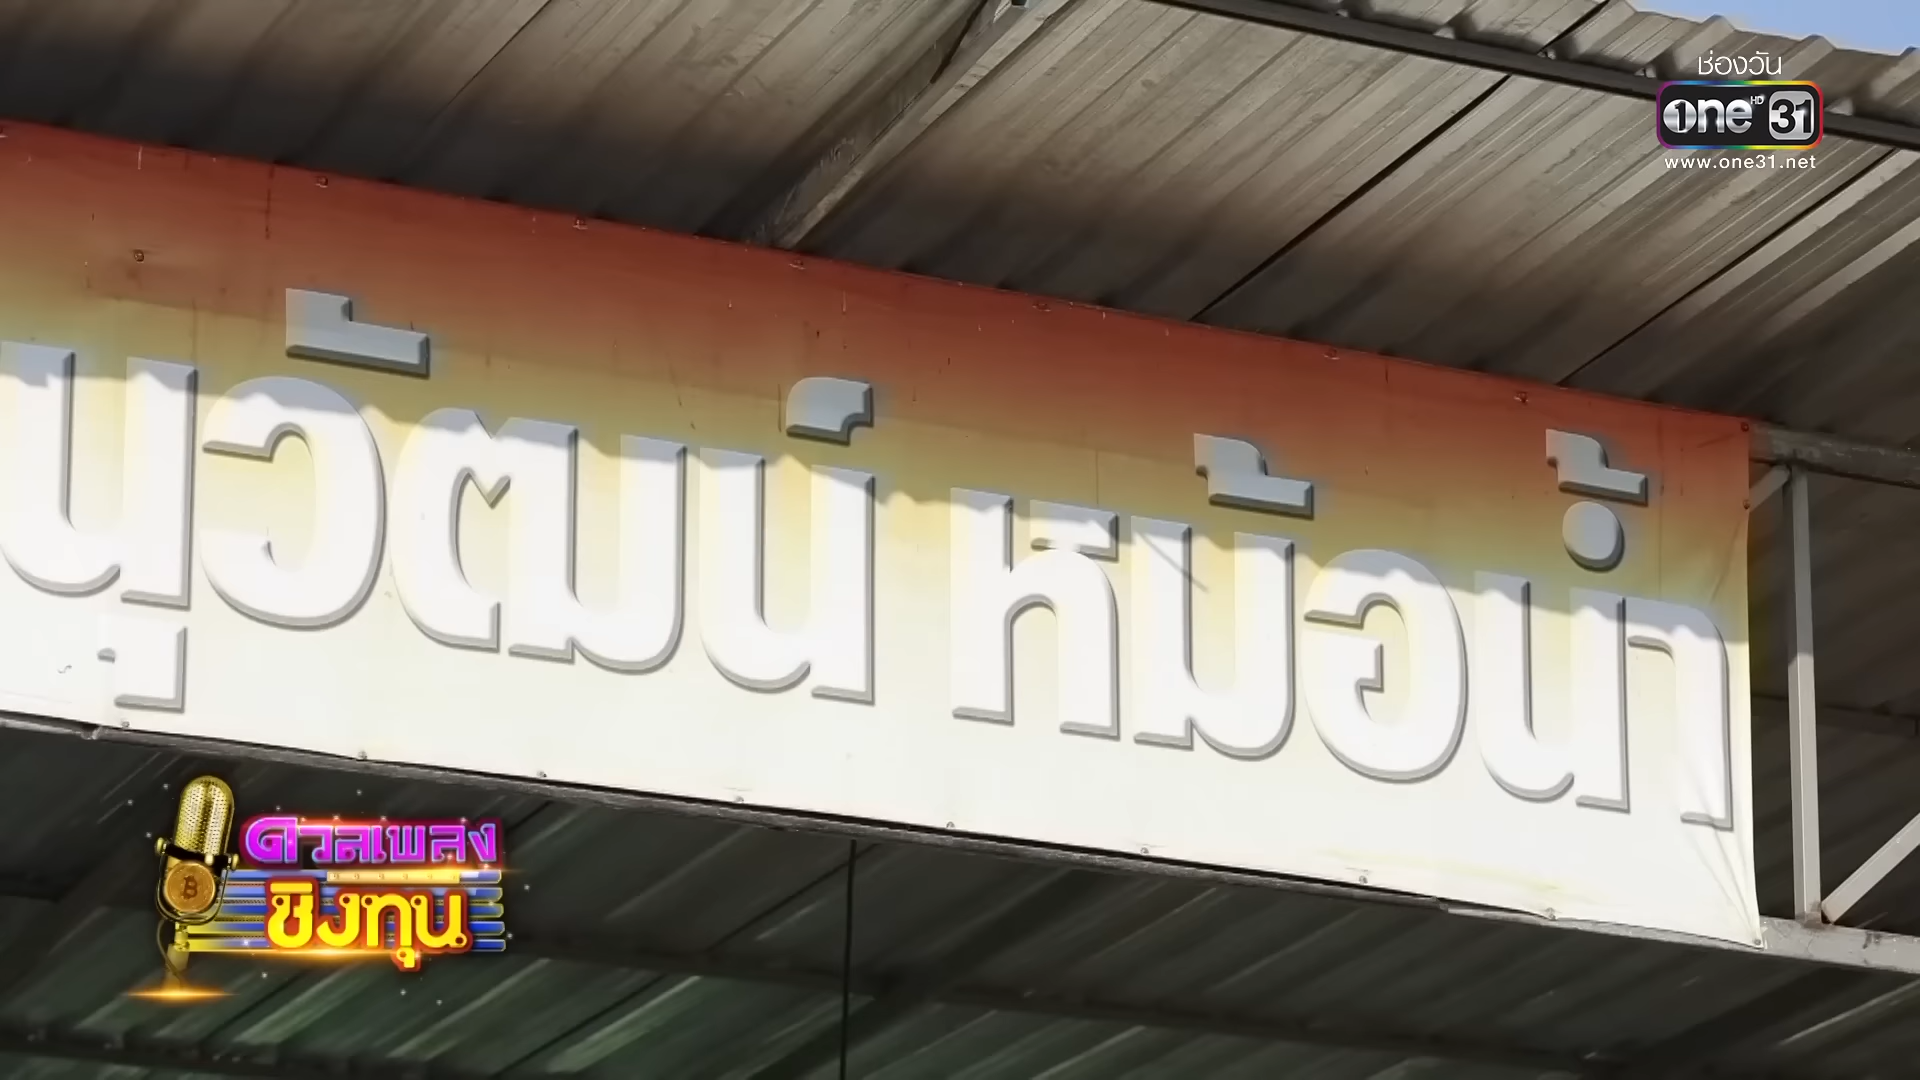 ช่องวัน
one HD 31
www.one31.net
นุวัฒน์ หม้อน้ำ
ดวลเพลง
ชิงทุน